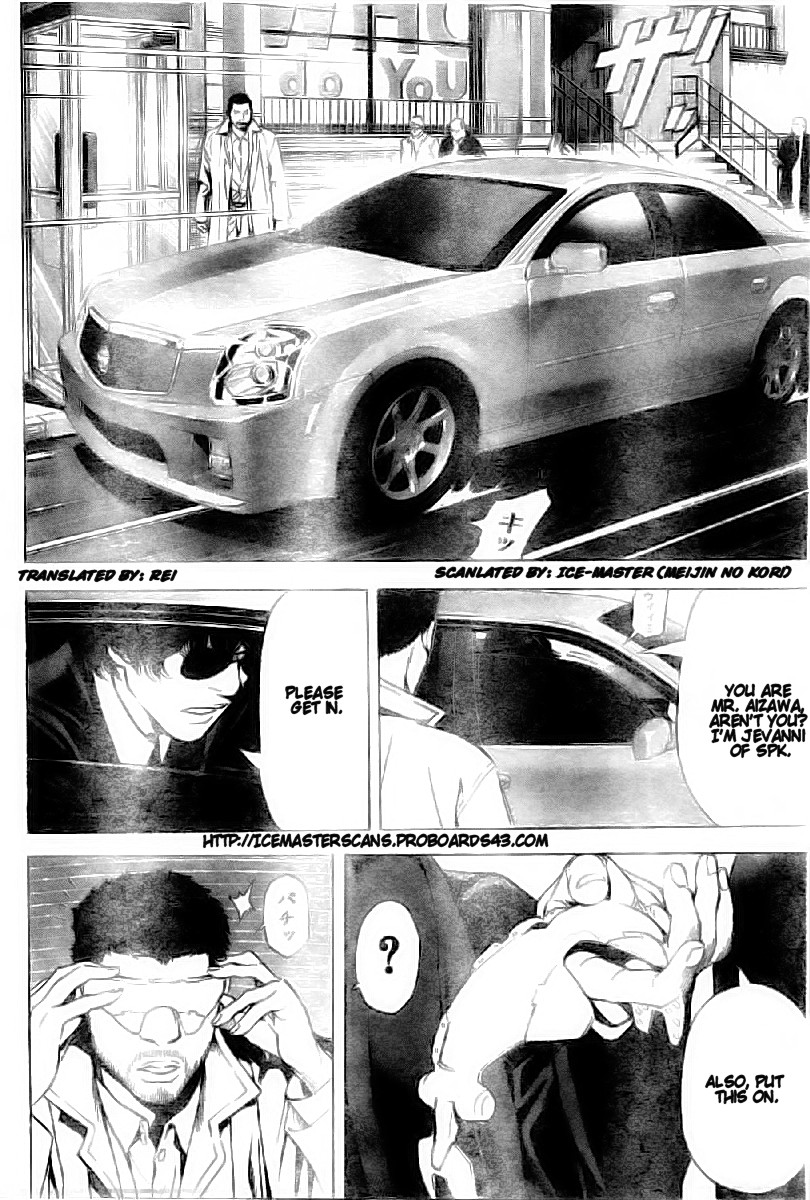 do YoU
ザザッ
キッ
TRANSLATED BY: REI
SCANLATED BY: ICE-MASTER (MEIJIN NO KORI)
YOU ARE
MR. AIZAWA,
AREN'T YOU?
I'M JEVANNI
OF SPK.
PLEASE
GET IN.
HTTP://ICEMASTERSCANS.PROBOARDS43.COM
?
ALSO, PUT
THIS ON.
パチッ